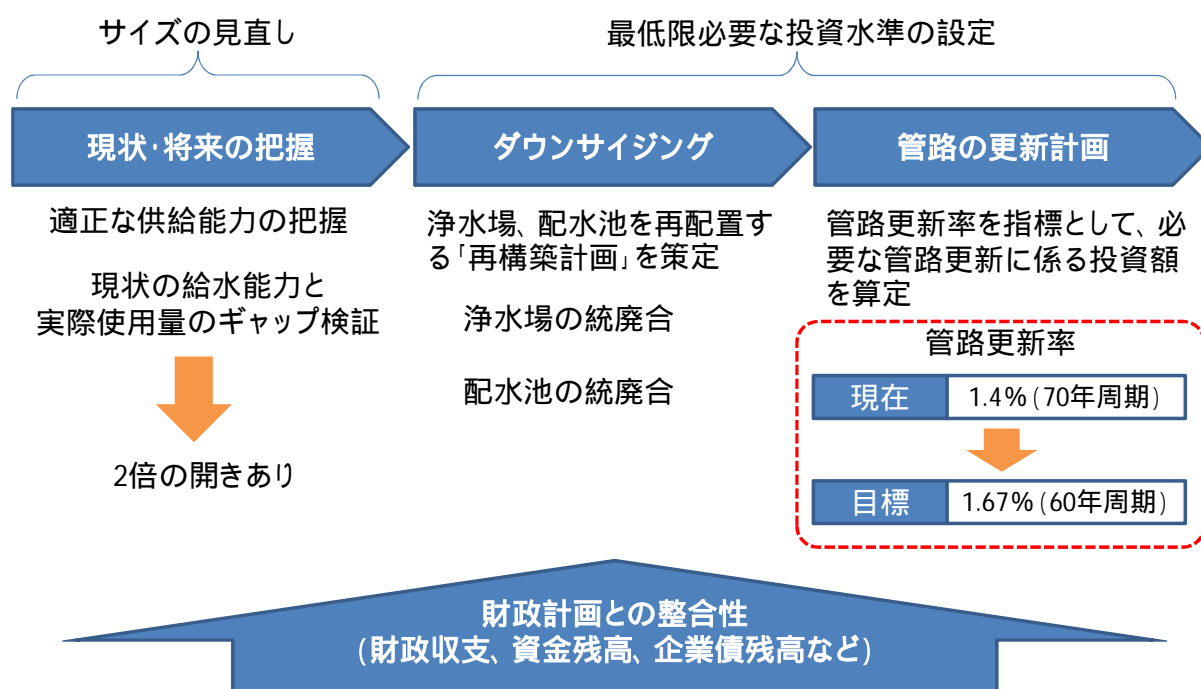 サイズの見直し
最低限必要な投資水準の設定
現状・将来の把握
適正な供給能力の把握
現状の給水能力と
実際使用量のギャップ検証
2倍の開きあり
ダウンサイジング
浄水場、配水池を再配置す
る「再構築計画」を策定
浄水場の統廃合
配水池の統廃合
管路の更新計画
管路更新率を指標として、必
要な管路更新に係る投資額
を算定
管路更新率
現在 1.4%(70年周期)
目標 1.67%(60年周期)
財政計画との整合性
(財政収支、資金残高、企業債残高など)